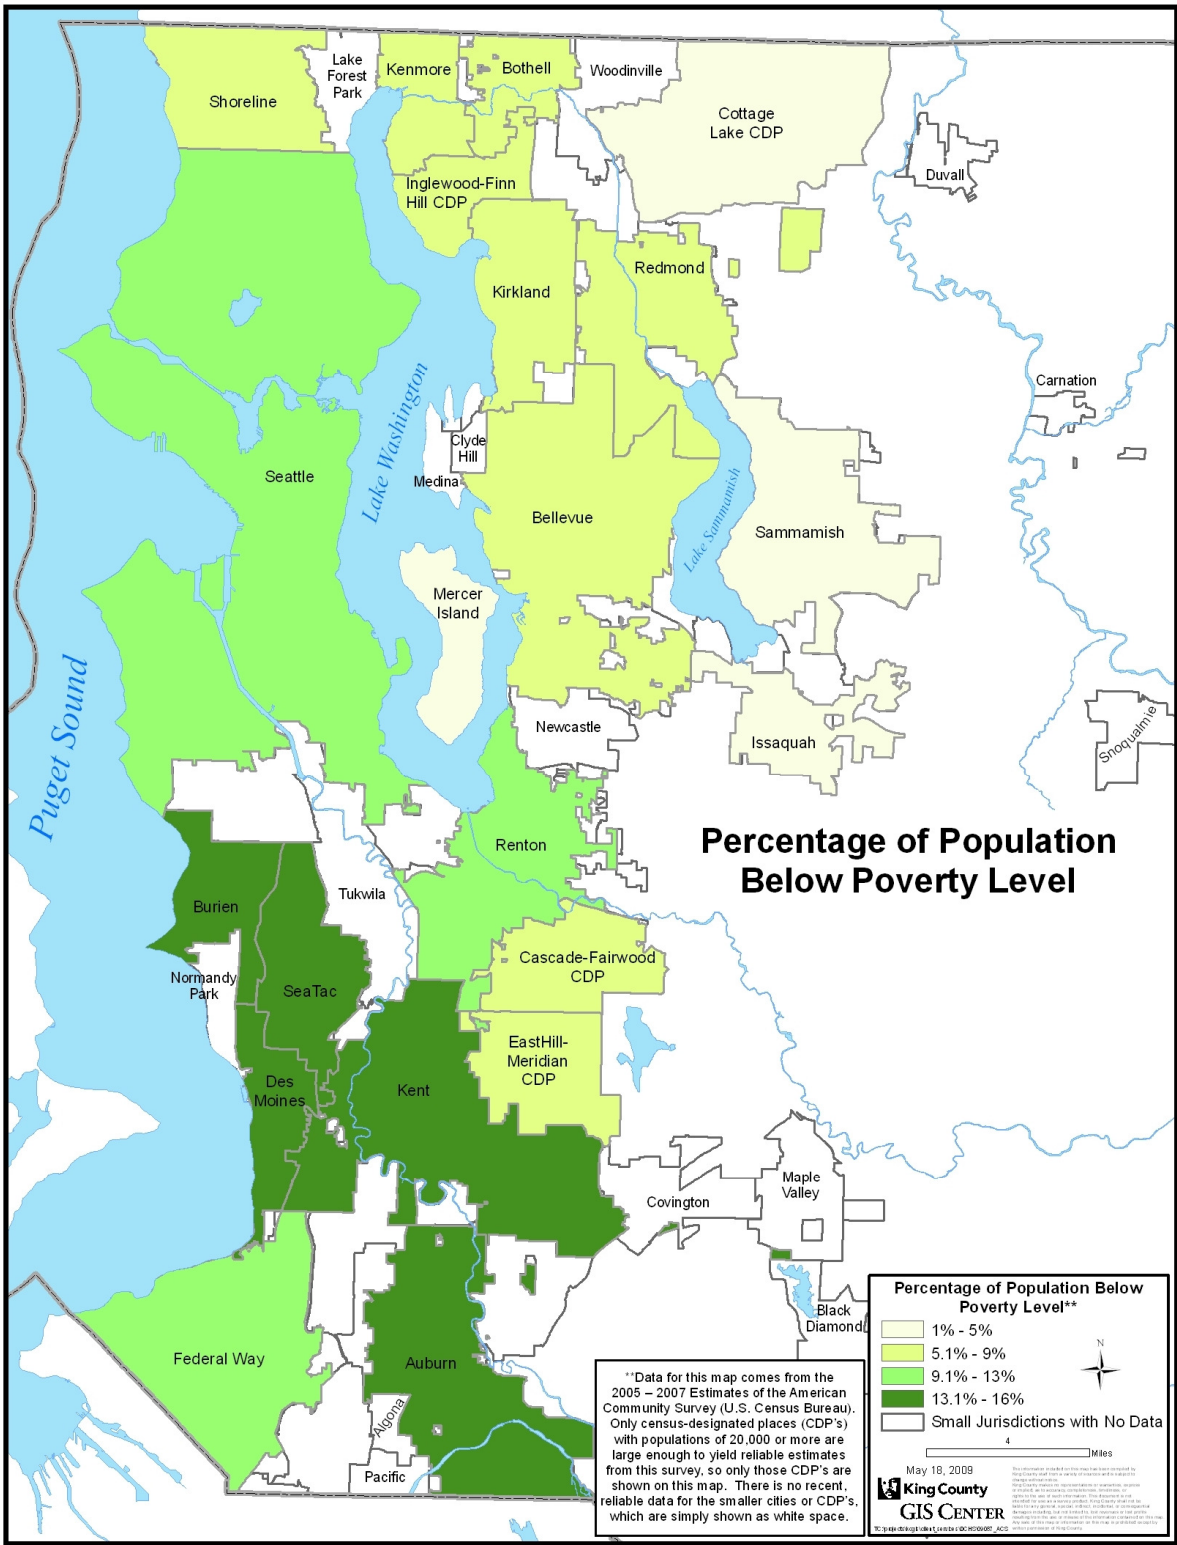 Lake
Forest
Park
Kenmore
Bothell
Woodinville
Shoreline
Cottage
Lake CDP
Duvall
Inglewood-Finn
Hill CDP
Redmond
Kirkland
Carnation
Lake Washington
Clyde
Hill
Medina
Seattle
Bellevue
Lake Sammamish
Sammamish
Mercer
Island
Puget Sound
Newcastle
Issaquah
Snoqualmie
Percentage of Population
Below Poverty Level
Renton
Tukwila
Burien
Normandy
Park
SeaTac
Cascade-Fairwood
CDP
EastHill-
Meridian
CDP
Des
Moines
Kent
Maple
Valley
Covington
Black
Diamond
Federal Way
Auburn
Algona
Pacific
**Data for this map comes from the
2005 – 2007 Estimates of the American
Community Survey (U.S. Census Bureau).
Only census-designated places (CDP's)
with populations of 20,000 or more are
large enough to yield reliable estimates
from this survey, so only those CDP's are
shown on this map. There is no recent,
reliable data for the smaller cities or CDP's,
which are simply shown as white space.
Percentage of Population Below
Poverty Level**
1% - 5%
5.1% - 9%
9.1% - 13%
13.1% - 16%
Small Jurisdictions with No Data
N
4
Miles
May 18, 2009
King County
GIS CENTER